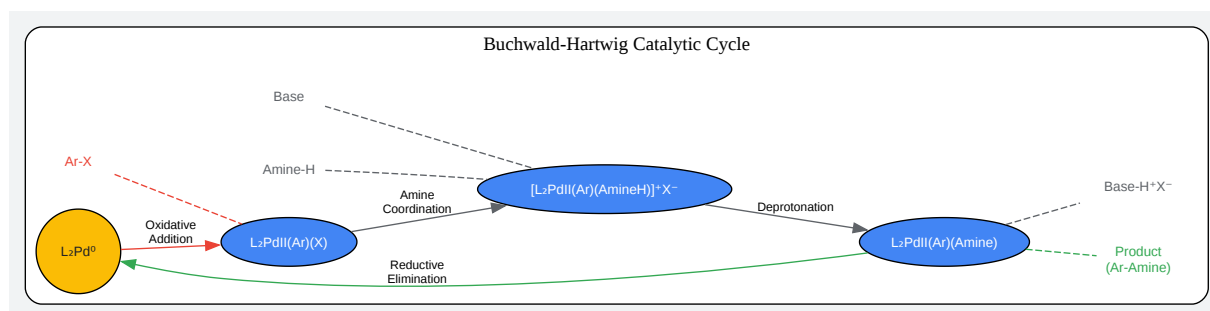 Buchwald-Hartwig Catalytic Cycle
Base
Ar-X
Amine-H
Amine
Coordination
[L₂PdII(Ar)(AmineH)]⁺X⁻
Deprotonation
Base-H⁺X⁻
L₂Pd⁰
Oxidative
Addition
L₂PdII(Ar)(X)
L₂PdII(Ar)(Amine)
Product
(Ar-Amine)
Reductive
Elimination